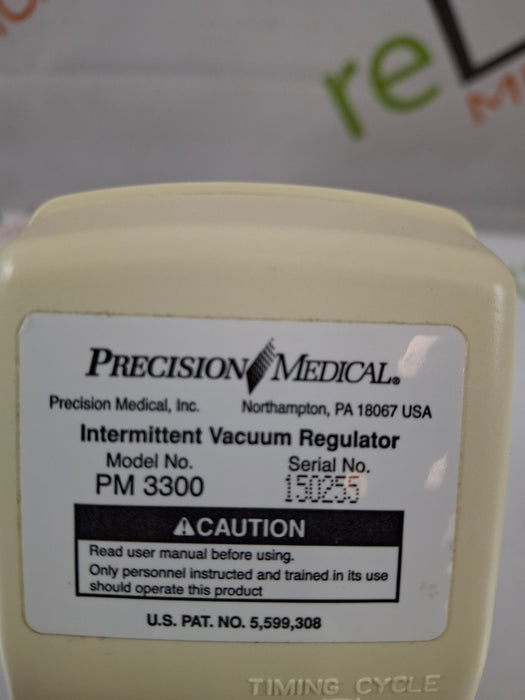 re
PRECISION MEDICAL®
Precision Medical, Inc. Northampton, PA 18067 USA
Intermittent Vacuum Regulator
Model No. Serial No.
PM 3300 150255
⚠CAUTION
Read user manual before using.
Only personnel instructed and trained in its use
should operate this product
U.S. PAT. NO. 5,599,308
TIMING CYCLE